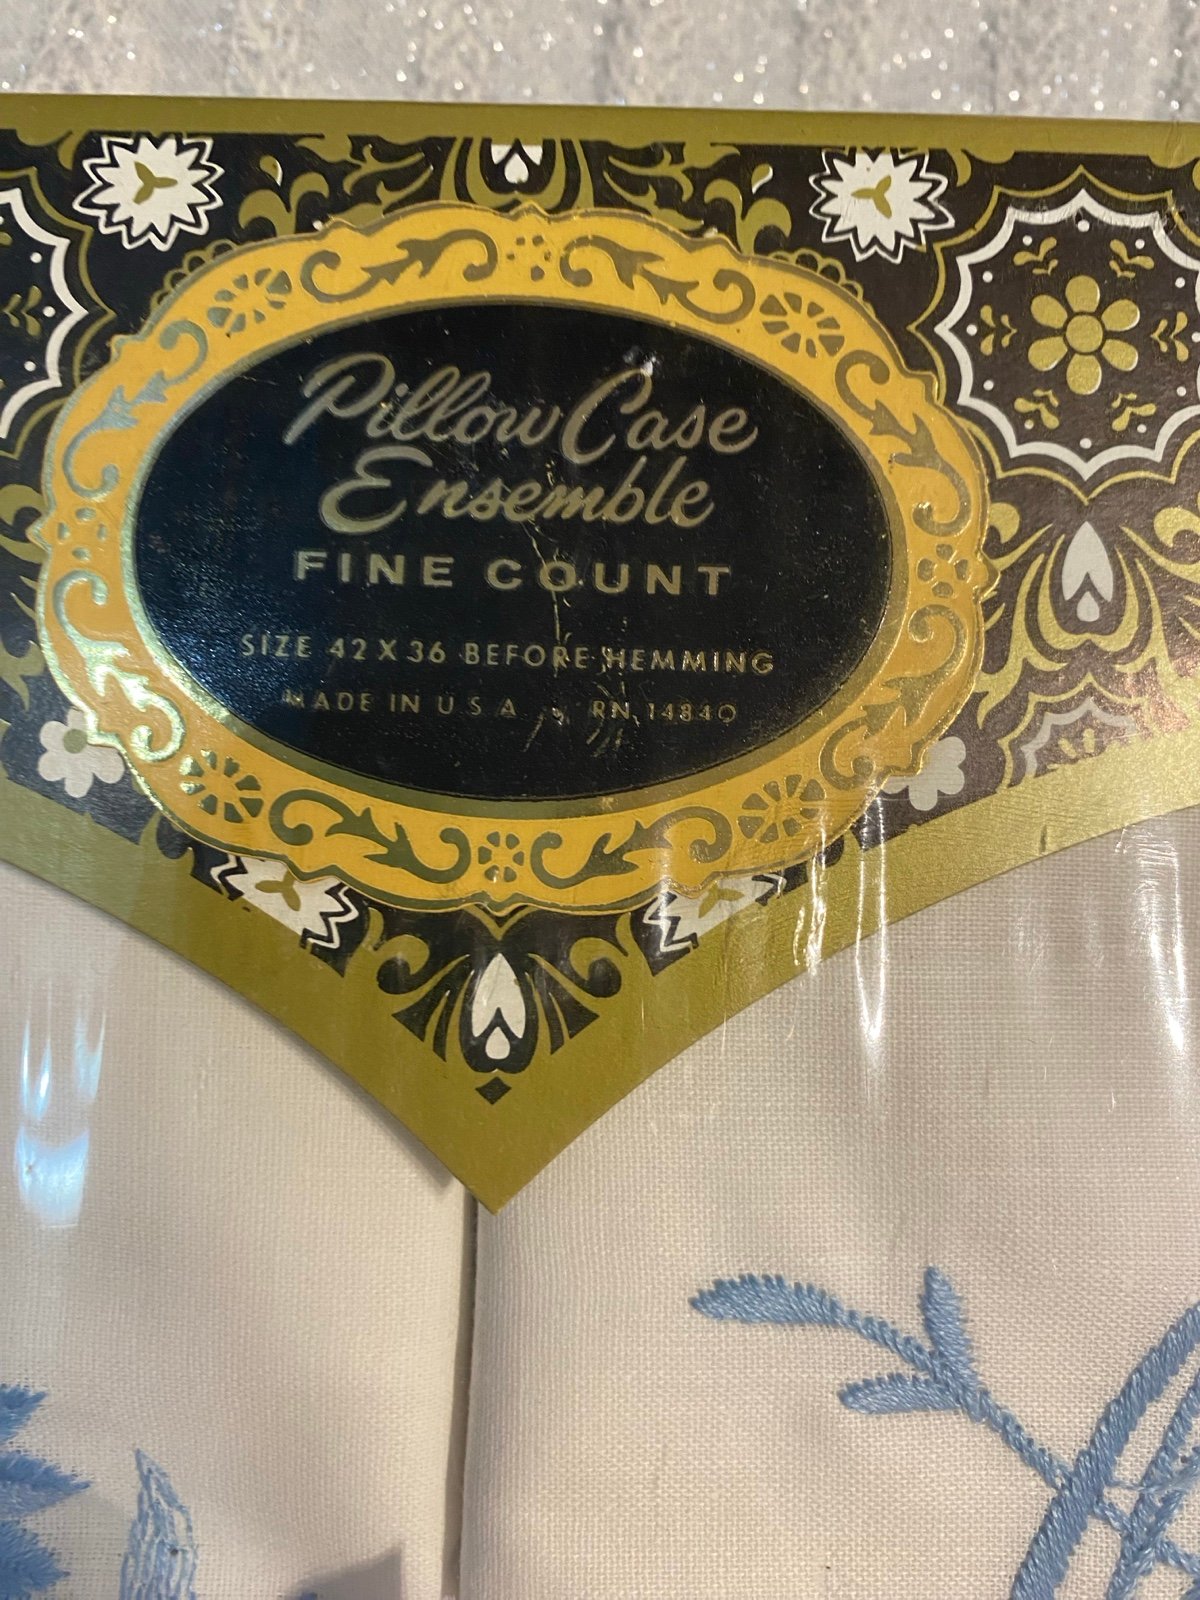 Pillow Case
Ensemble
FINE COUNT
SIZE 42 X 36 BEFORE HEMMING
MADE IN U S A RN 14840